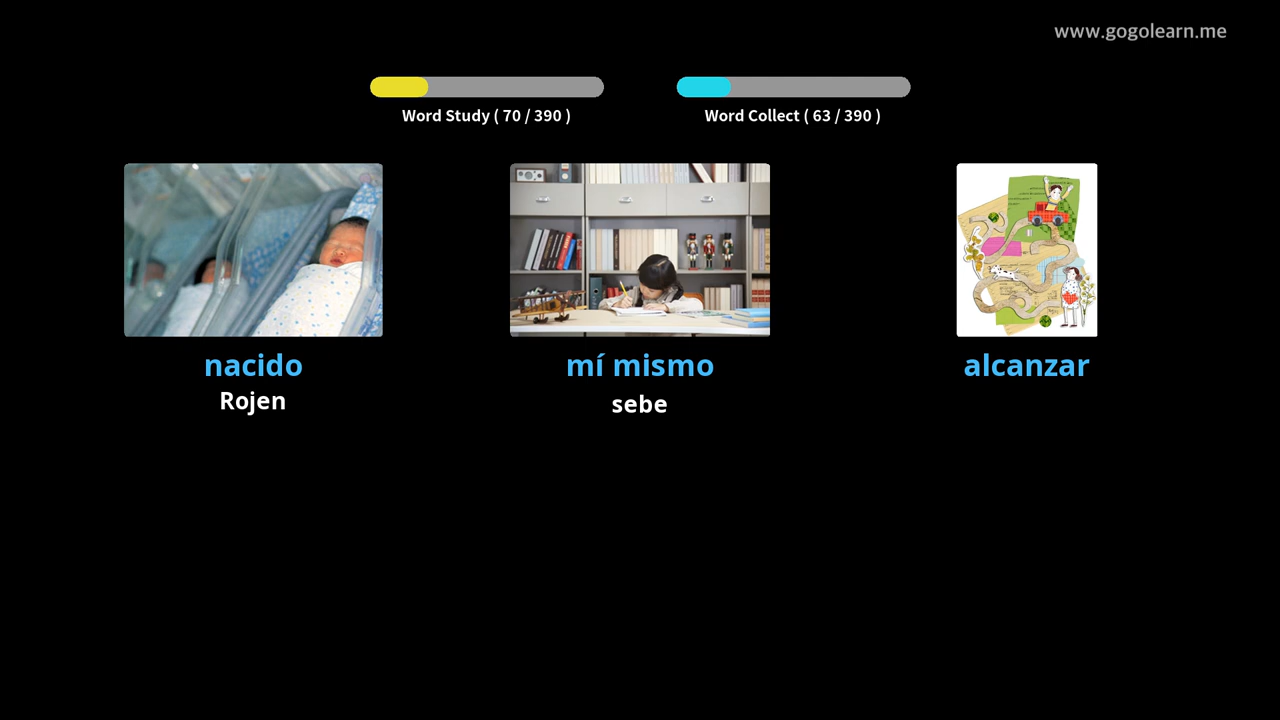 www.gogolearn.me
Word Study ( 70 / 390 )
Word Collect ( 63 / 390 )
nacido
Rojen
mí mismo
sebe
alcanzar